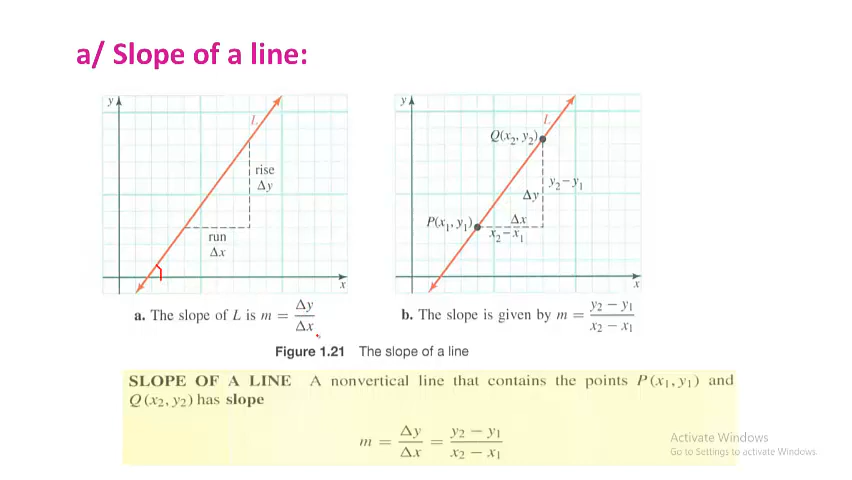 a/ Slope of a line:
y
L
rise
Δy
run
Δx
x
a. The slope of L is m = Δy/Δx
y
L
Q(x₂, y₂)
y₂ − y₁
Δy
P(x₁, y₁)
Δx
x₂ − x₁
x
b. The slope is given by m = y₂ − y₁/x₂ − x₁
Figure 1.21 The slope of a line
SLOPE OF A LINE A nonvertical line that contains the points P(x₁, y₁) and
Q(x₂, y₂) has slope
m = Δy/Δx = y₂ − y₁/x₂ − x₁
Activate Windows
Go to Settings to activate Windows.